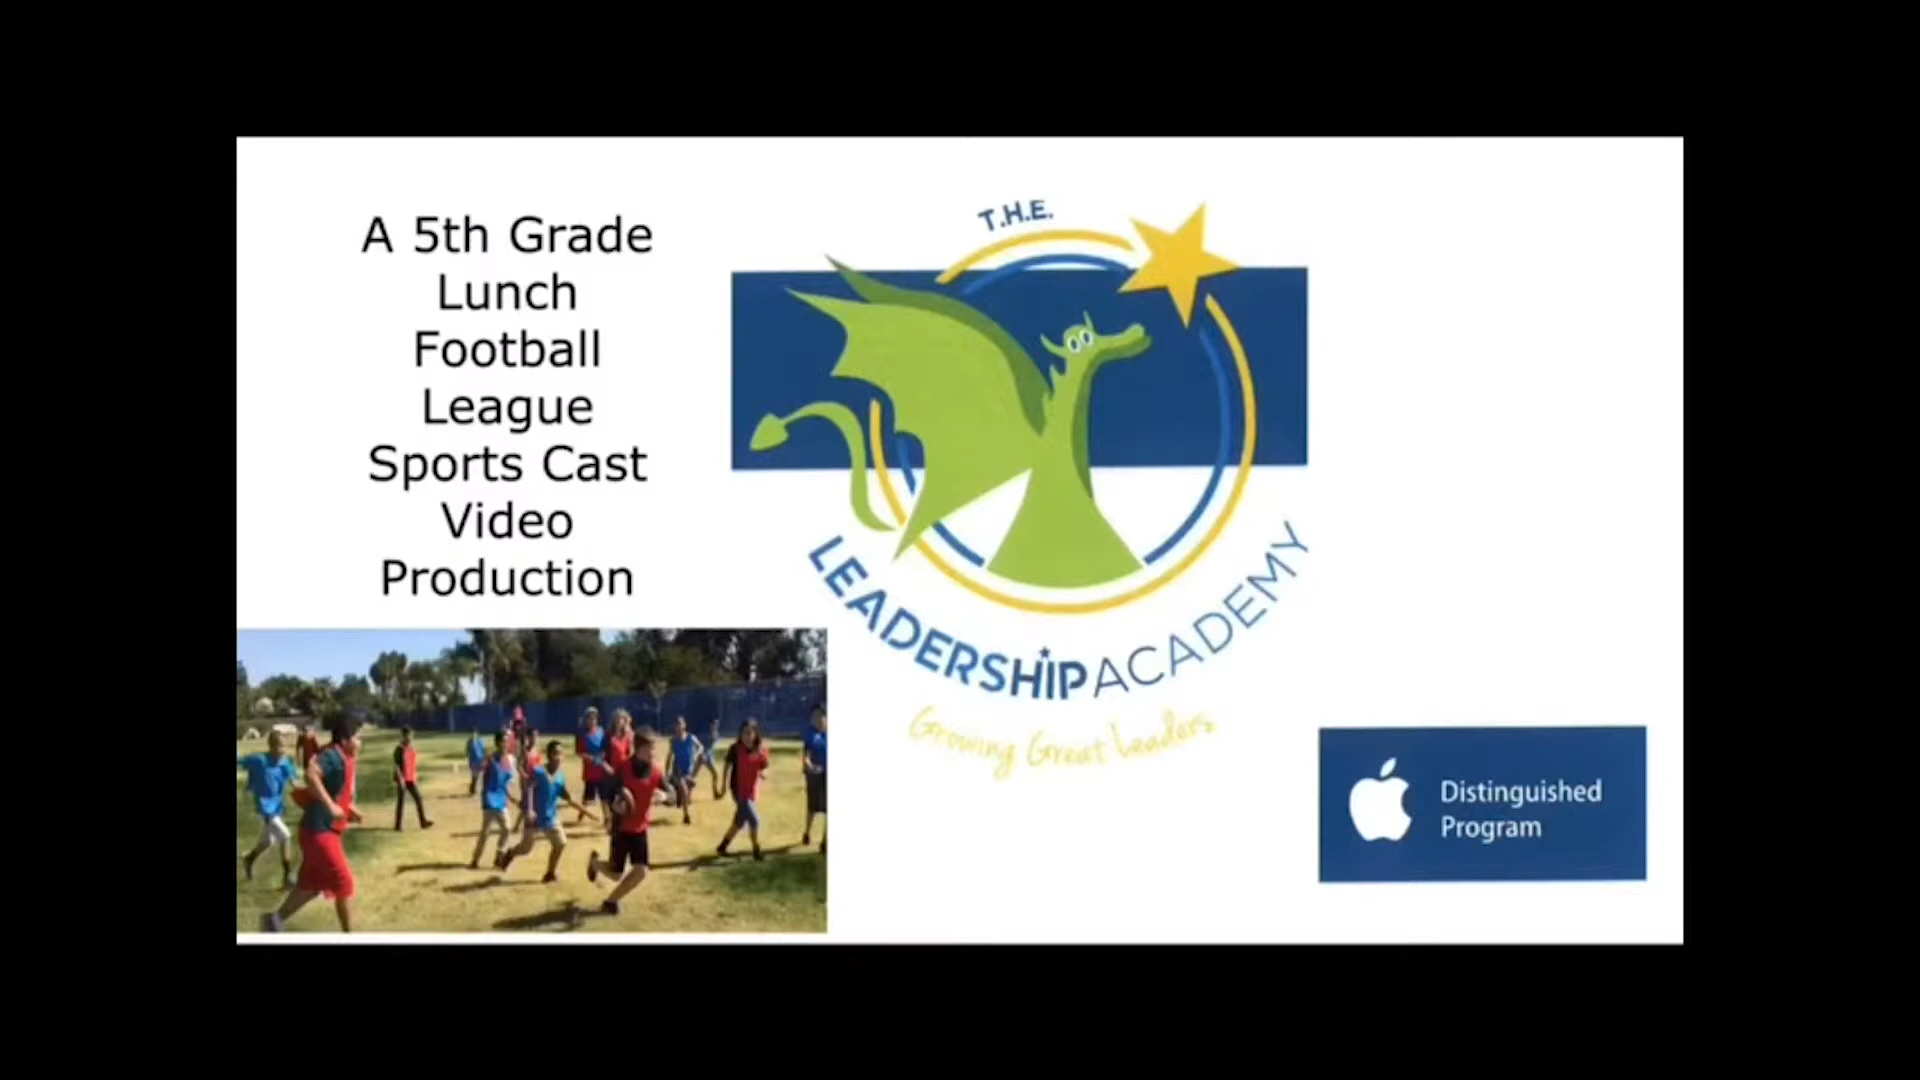 A 5th Grade
Lunch
Football
League
Sports Cast
Video
Production
T.H.E.
LEADERSHIP ACADEMY
Growing Great Leaders
Distinguished
Program